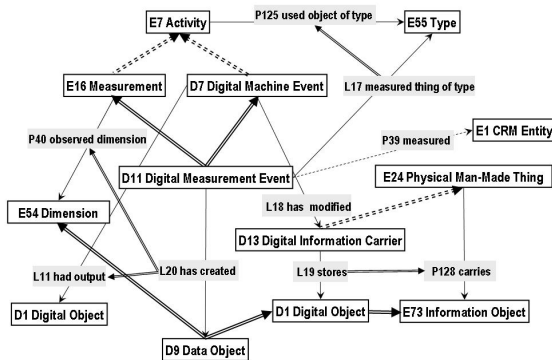 P125 used object of type
E7 Activity
E55 Type
E16 Measurement
D7 Digital Machine Event
L17 measured thing of type
P40 observed dimension
P39 measured
E1 CRM Entity
D11 Digital Measurement Event
E24 Physical Man-Made Thing
E54 Dimension
L18 has modified
D13 Digital Information Carrier
L11 had output
L20 has created
L19 stores
P128 carries
D1 Digital Object
D1 Digital Object
E73 Information Object
D9 Data Object